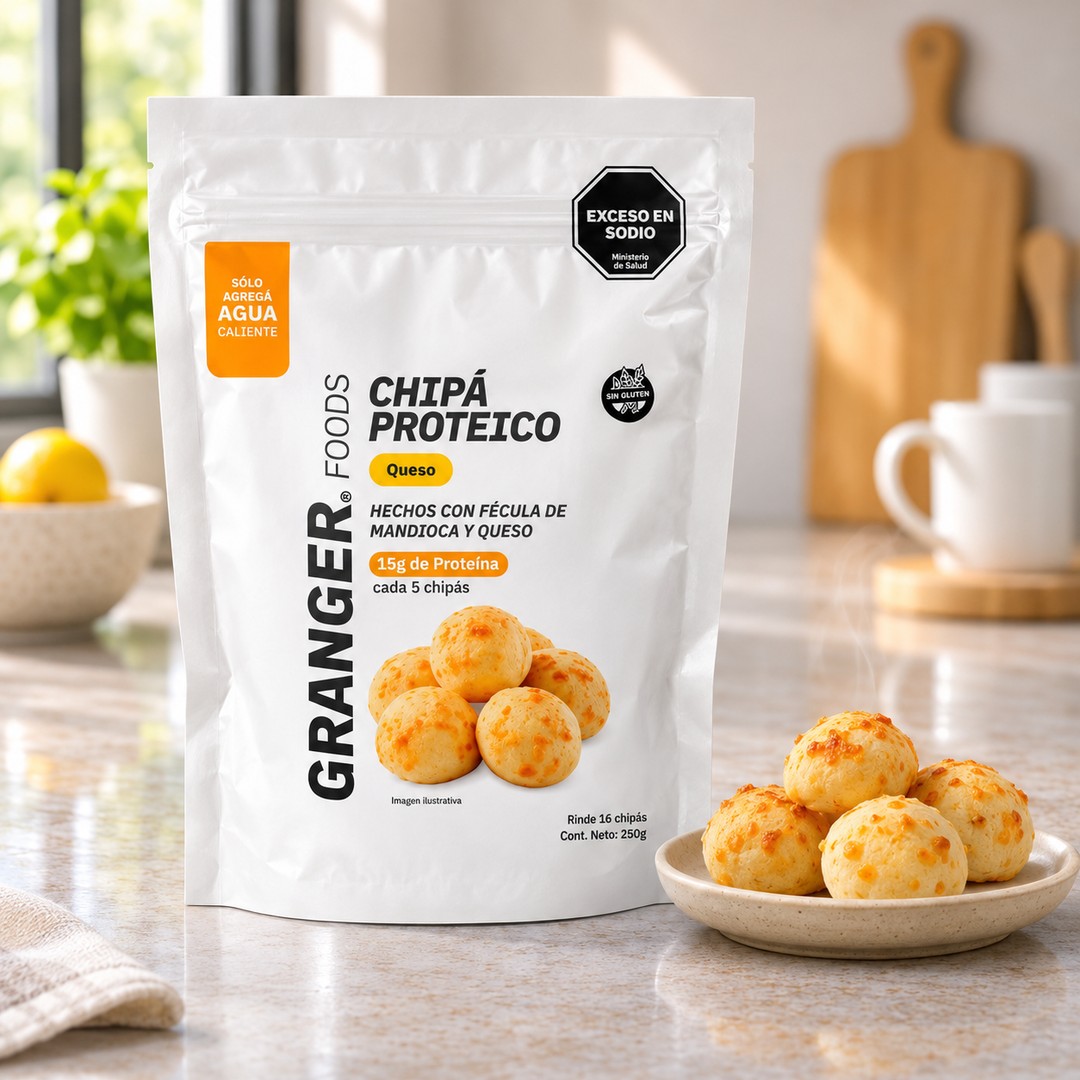 EXCESO EN
SODIO
Ministerio
de Salud
SÓLO
AGREGÁ
AGUA
CALIENTE
GRANGER® FOODS
CHIPÁ
PROTEICO
SIN GLUTEN
Queso
HECHOS CON FÉCULA DE
MANDIOCA Y QUESO
15g de Proteína
cada 5 chipás
Imagen ilustrativa
Rinde 16 chipás
Cont. Neto: 250g